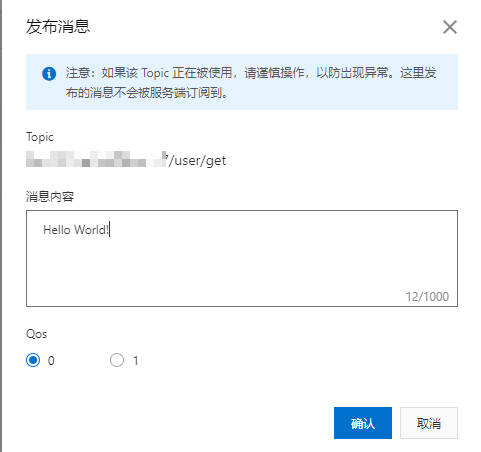 发布消息
注意：如果该 Topic 正在被使用，请谨慎操作，以防出现异常。这里发
布的消息不会被服务端订阅到。
Topic
/user/get
消息内容
Hello World!
12/1000
Qos
0 1
确认 取消